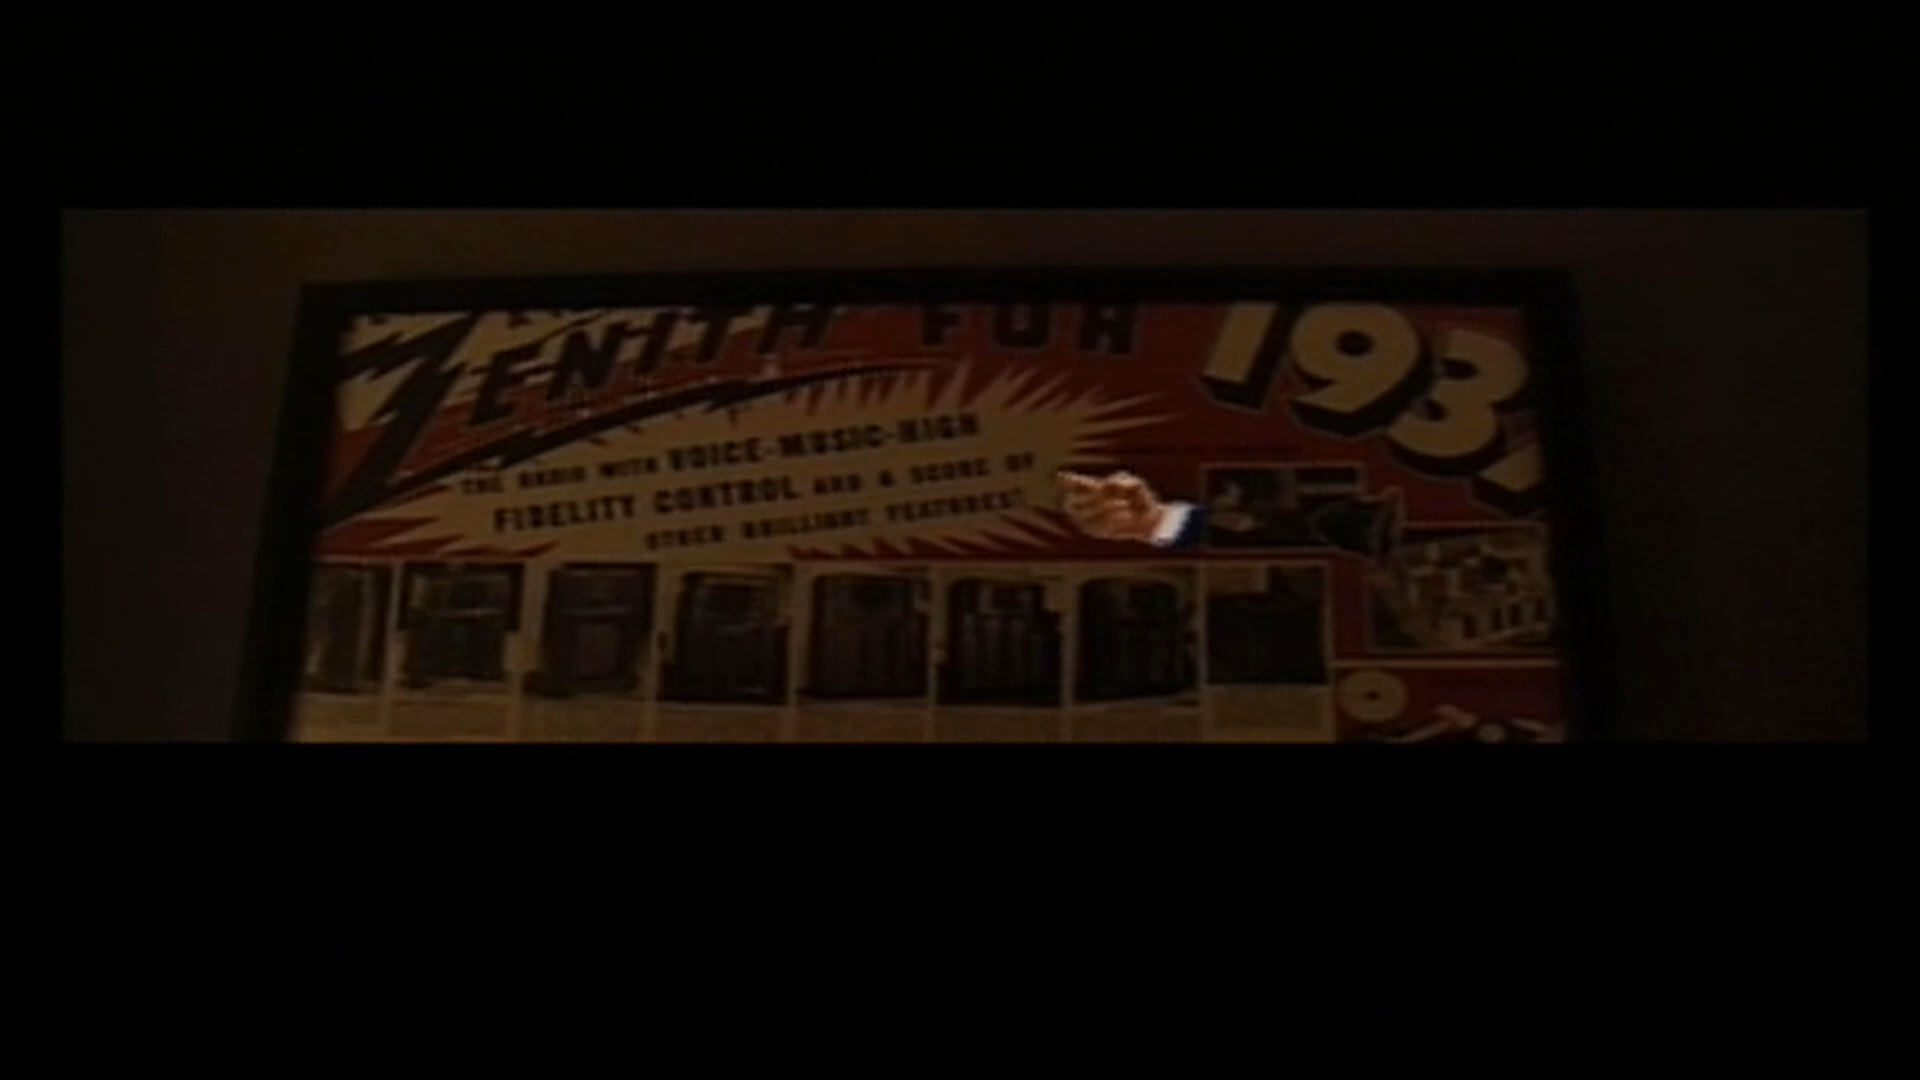 ZENITH FOR 193
THE RADIO WITH VOICE-MUSIC-HIGH
FIDELITY CONTROL AND A SCORE OF
OTHER BRILLIANT FEATURES!